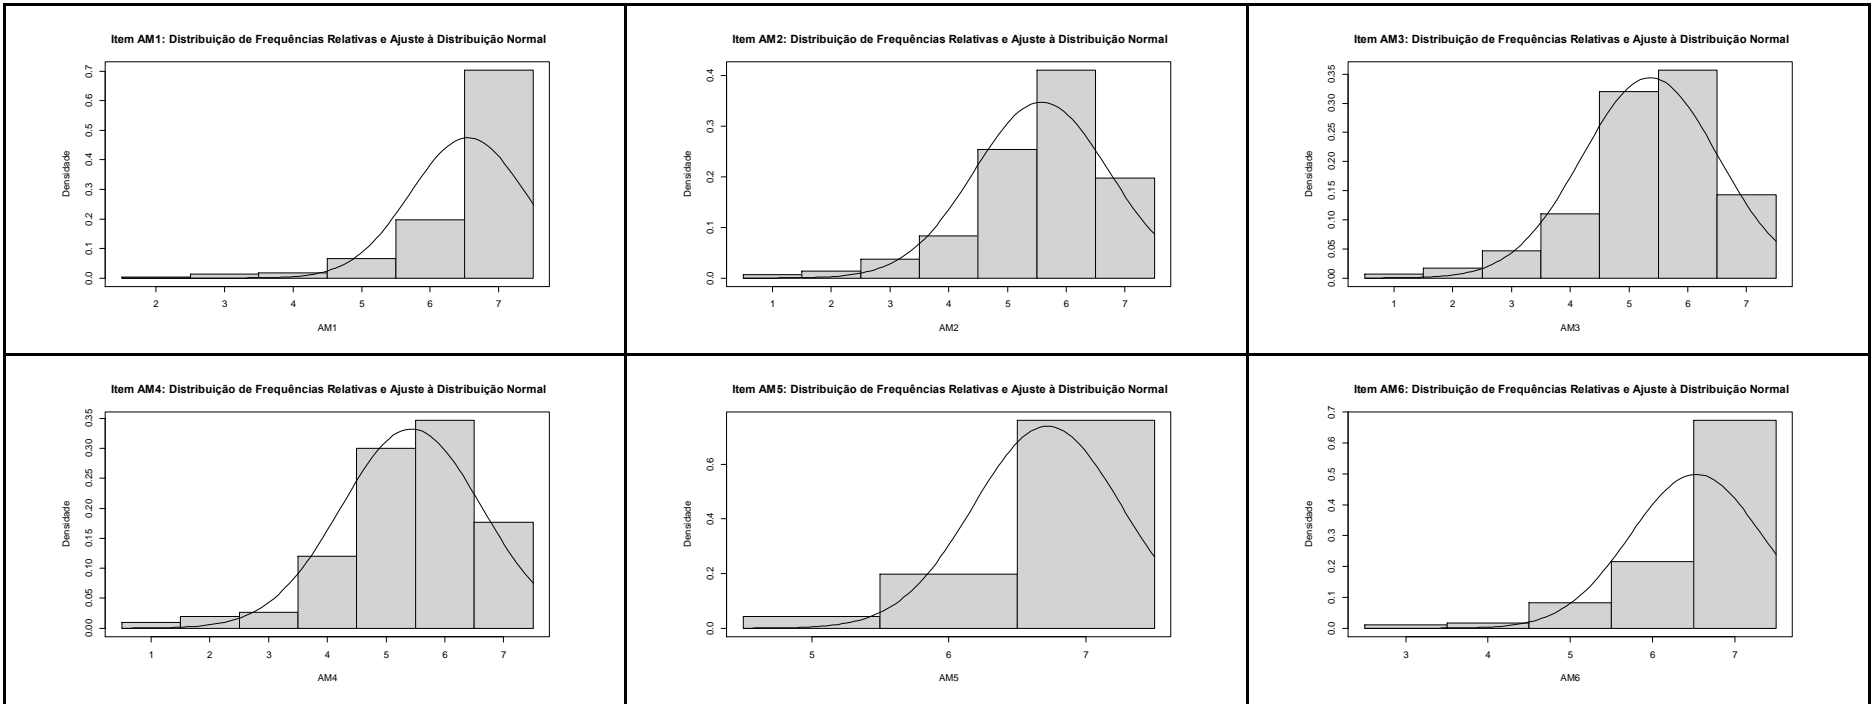 Item AM1: Distribuição de Frequências Relativas e Ajuste à Distribuição Normal
Densidade
0.7
0.6
0.5
0.4
0.3
0.2
0.1
0.0
2 3 4 5 6 7
AM1
Item AM2: Distribuição de Frequências Relativas e Ajuste à Distribuição Normal
Densidade
0.4
0.3
0.2
0.1
0.0
1 2 3 4 5 6 7
AM2
Item AM3: Distribuição de Frequências Relativas e Ajuste à Distribuição Normal
Densidade
0.35
0.30
0.25
0.20
0.15
0.10
0.05
0.00
1 2 3 4 5 6 7
AM3
Item AM4: Distribuição de Frequências Relativas e Ajuste à Distribuição Normal
Densidade
0.35
0.30
0.25
0.20
0.15
0.10
0.05
0.00
1 2 3 4 5 6 7
AM4
Item AM5: Distribuição de Frequências Relativas e Ajuste à Distribuição Normal
Densidade
0.6
0.4
0.2
0.0
5 6 7
AM5
Item AM6: Distribuição de Frequências Relativas e Ajuste à Distribuição Normal
Densidade
0.7
0.6
0.5
0.4
0.3
0.2
0.1
0.0
3 4 5 6 7
AM6